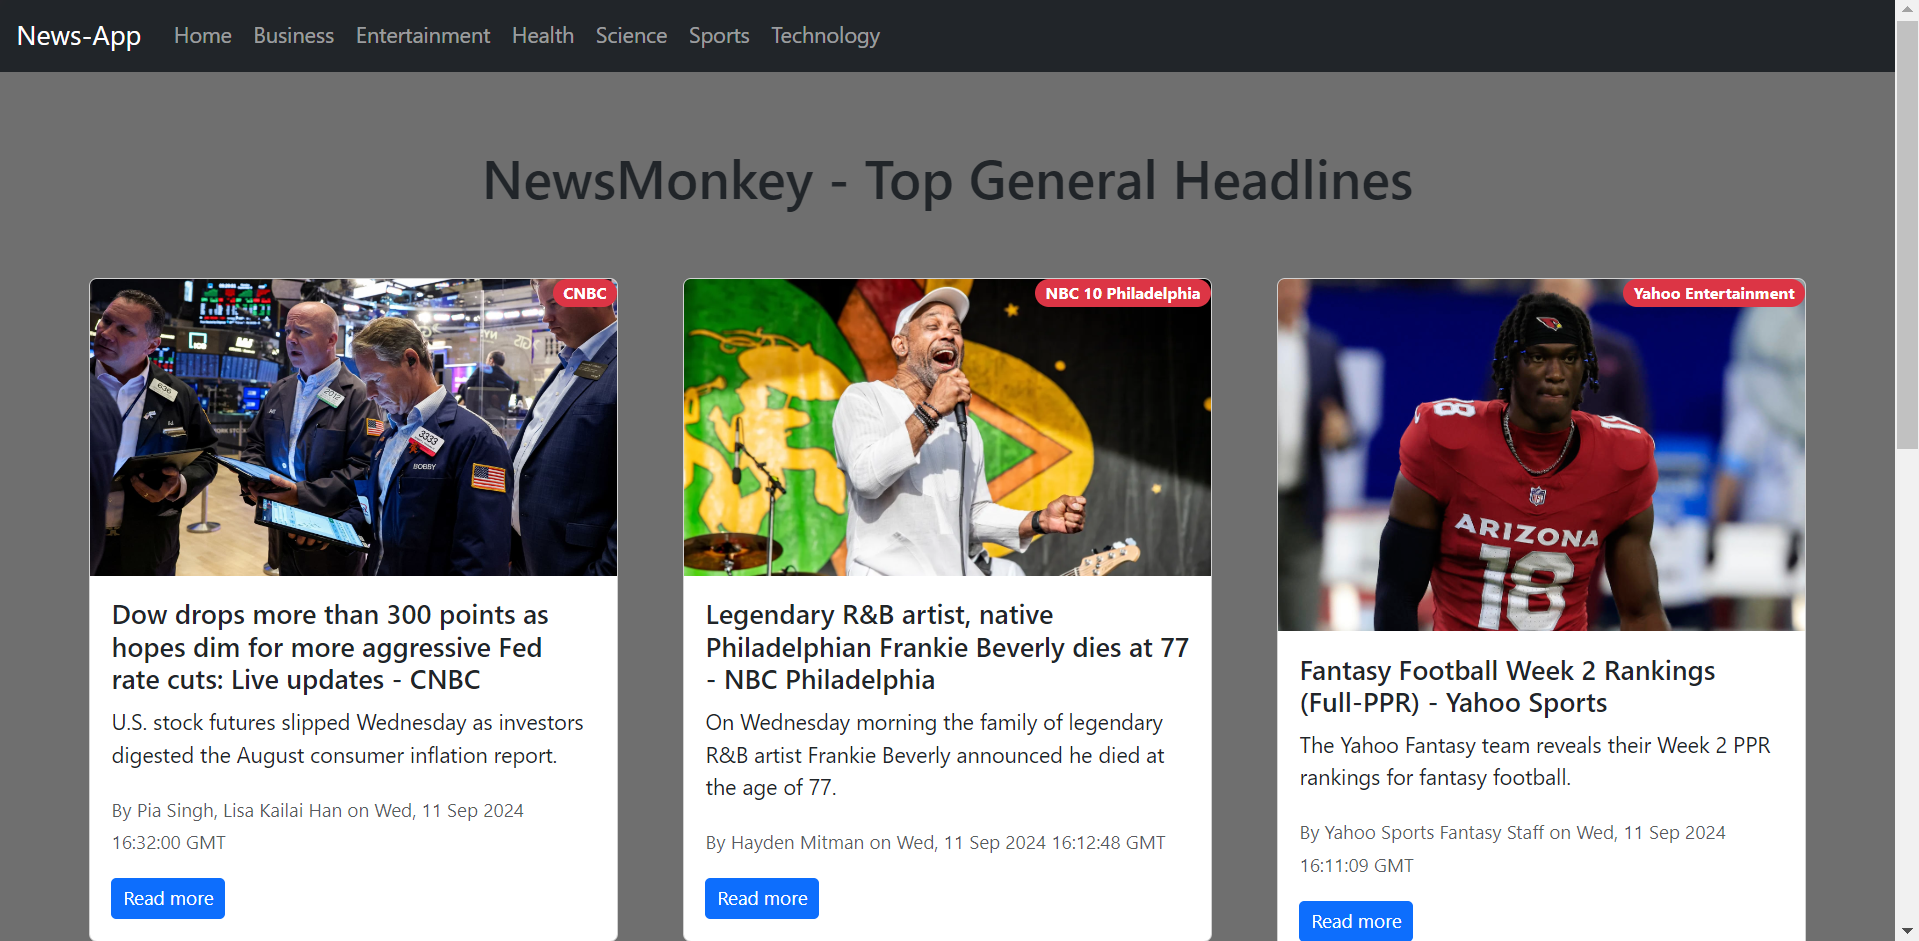 News-App Home Business Entertainment Health Science Sports Technology
NewsMonkey - Top General Headlines
CNBC
636
2012
3333
BOBBY
Dow drops more than 300 points as
hopes dim for more aggressive Fed
rate cuts: Live updates - CNBC
U.S. stock futures slipped Wednesday as investors
digested the August consumer inflation report.
By Pia Singh, Lisa Kailai Han on Wed, 11 Sep 2024
16:32:00 GMT
Read more
NBC 10 Philadelphia
Legendary R&B artist, native
Philadelphian Frankie Beverly dies at 77
- NBC Philadelphia
On Wednesday morning the family of legendary
R&B artist Frankie Beverly announced he died at
the age of 77.
By Hayden Mitman on Wed, 11 Sep 2024 16:12:48 GMT
Read more
Yahoo Entertainment
18
ARIZONA
18
Fantasy Football Week 2 Rankings
(Full-PPR) - Yahoo Sports
The Yahoo Fantasy team reveals their Week 2 PPR
rankings for fantasy football.
By Yahoo Sports Fantasy Staff on Wed, 11 Sep 2024
16:11:09 GMT
Read more